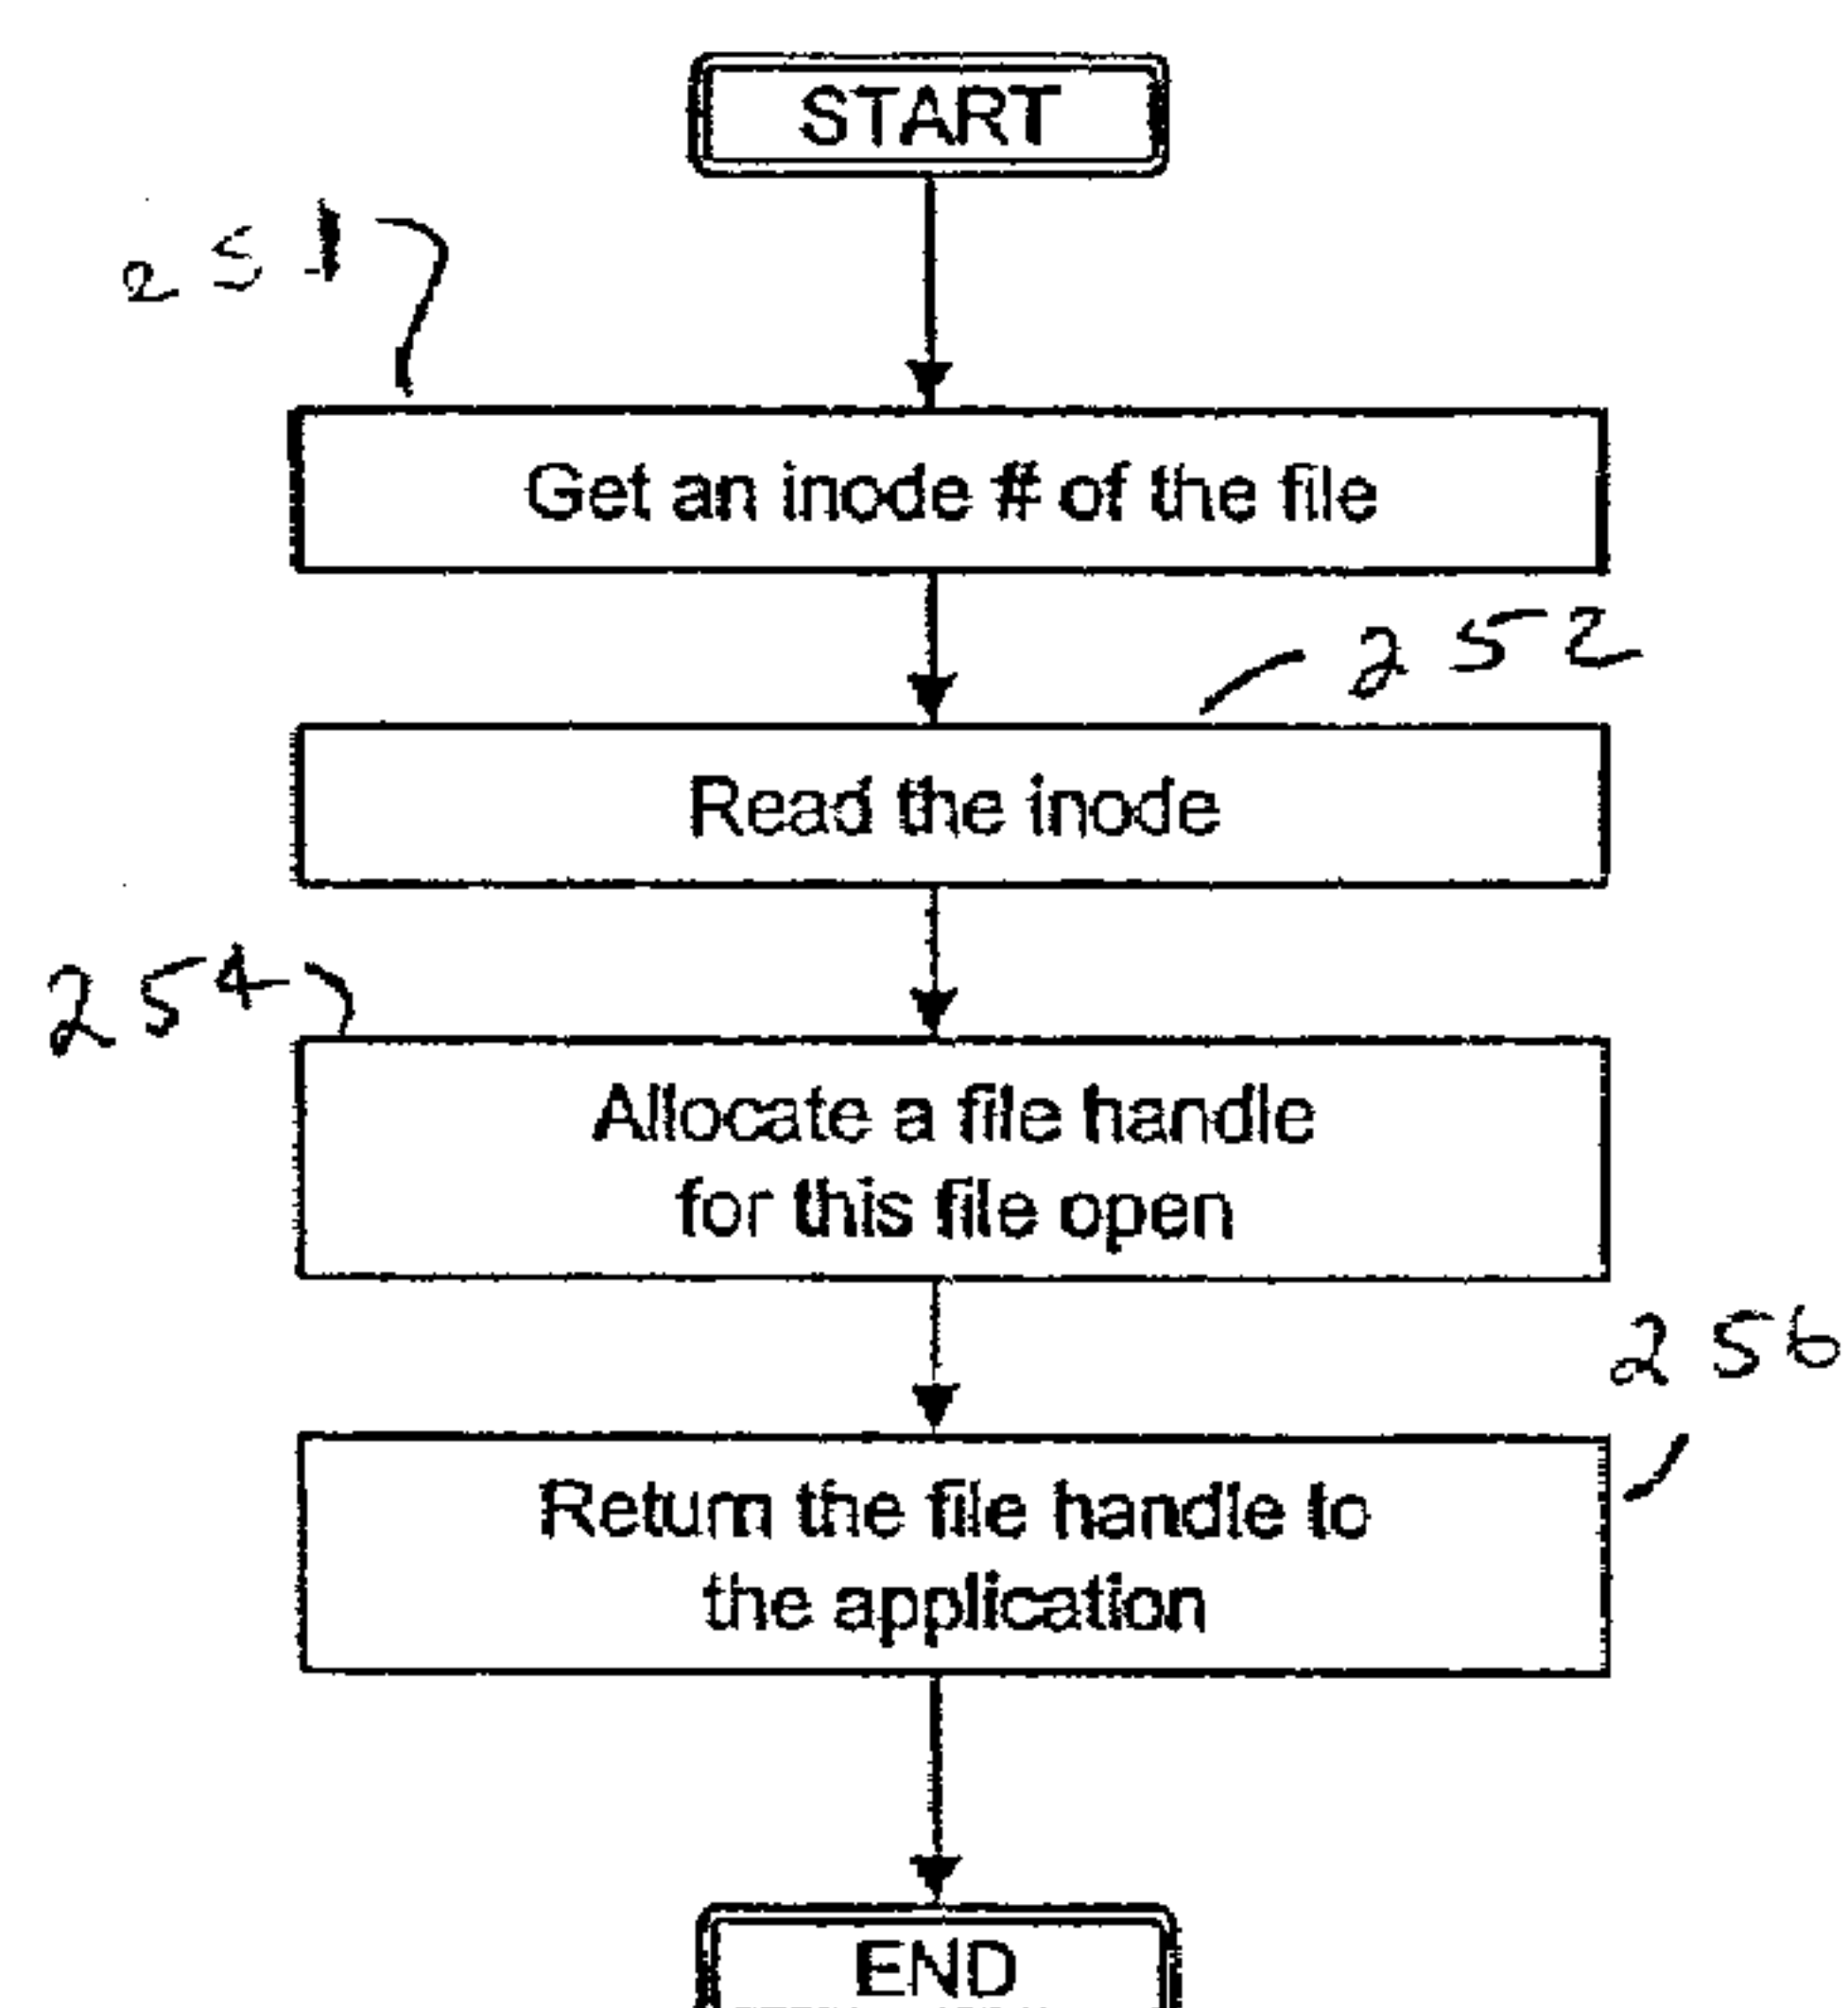 START
251
Get an inode # of the file
252
Read the inode
254
Allocate a file handle
for this file open
256
Return the file handle to
the application
END